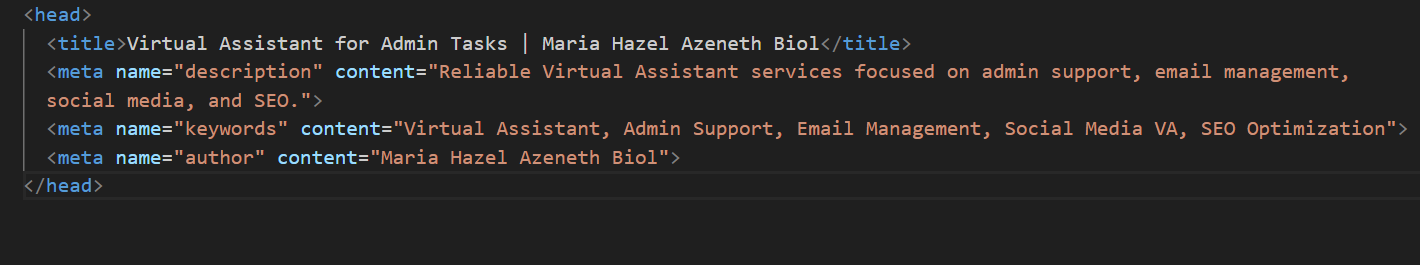 <head>
<title>Virtual Assistant for Admin Tasks | Maria Hazel Azeneth Biol</title>
<meta name="description" content="Reliable Virtual Assistant services focused on admin support, email management,
social media, and SEO.">
<meta name="keywords" content="Virtual Assistant, Admin Support, Email Management, Social Media VA, SEO Optimization">
<meta name="author" content="Maria Hazel Azeneth Biol">
</head>